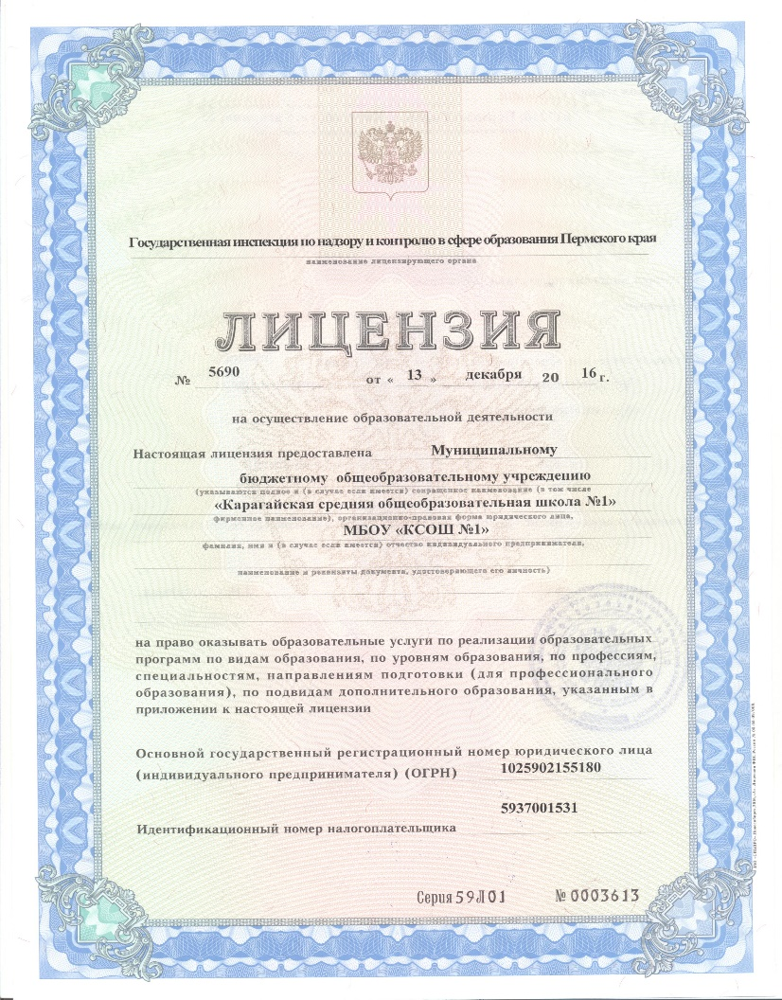 Государственная инспекция по надзору и контролю в сфере образования Пермского края
наименование лицензирующего органа
ЛИЦЕНЗИЯ
№ 5690 от « 13 » декабря 20 16 г.
на осуществление образовательной деятельности
Настоящая лицензия предоставлена Муниципальному
бюджетному общеобразовательному учреждению
(указываются полное и (в случае если имеется) сокращенное наименование (в том числе
«Карагайская средняя общеобразовательная школа №1»
фирменное наименование), организационно-правовая форма юридического лица,
МБОУ «КСОШ №1»
фамилия, имя и (в случае если имеется) отчество индивидуального предпринимателя,
наименование и реквизиты документа, удостоверяющего его личность)
на право оказывать образовательные услуги по реализации образовательных
программ по видам образования, по уровням образования, по профессиям,
специальностям, направлениям подготовки (для профессионального
образования), по подвидам дополнительного образования, указанным в
приложении к настоящей лицензии
Основной государственный регистрационный номер юридического лица
(индивидуального предпринимателя) (ОГРН) 1025902155180
5937001531
Идентификационный номер налогоплательщика
Серия 59Л01 № 0003613